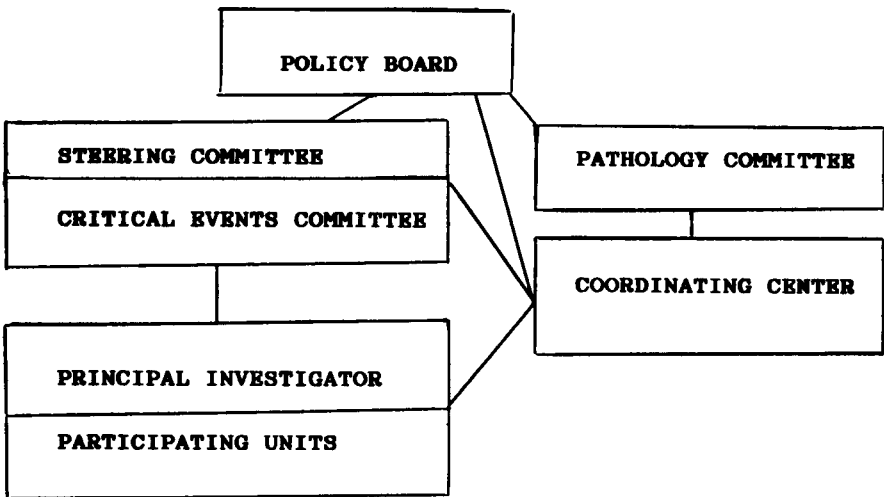 POLICY BOARD
STEERING COMMITTEE
CRITICAL EVENTS COMMITTEE
PATHOLOGY COMMITTEE
COORDINATING CENTER
PRINCIPAL INVESTIGATOR
PARTICIPATING UNITS